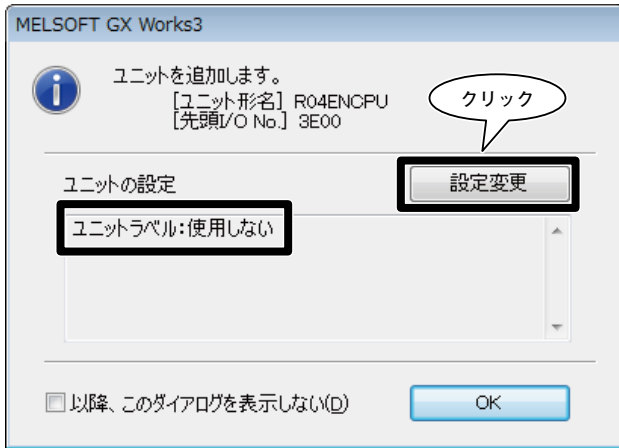 MELSOFT GX Works3
ユニットを追加します。
[ユニット形名] R04ENCPU
[先頭I/O No.] 3E00
クリック
ユニットの設定
設定変更
ユニットラベル:使用しない
以降、このダイアログを表示しない(D)
OK